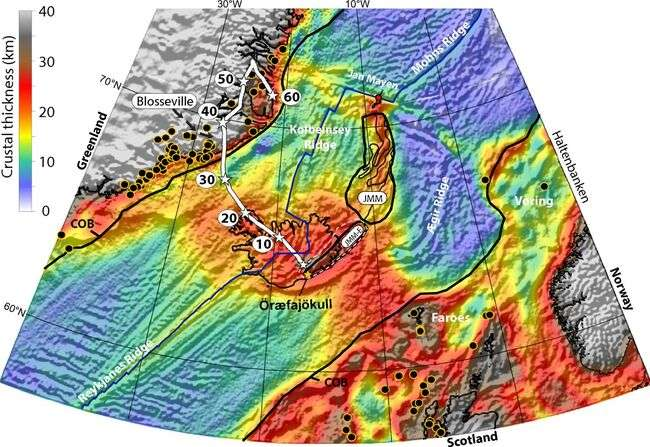 30°W
10°W
40
30
20
10
0
Crustal thickness (km)
70°N
60°N
Greenland
Blosseville
50
60
40
30
20
10
Jan Mayen
Mohns Ridge
Kolbeinsey
Ridge
JMM
JMM-E
Ægir Ridge
Haltenbanken
Vöring
Norway
COB
Öræfajökull
Reykjanes Ridge
Faroes
COB
Scotland